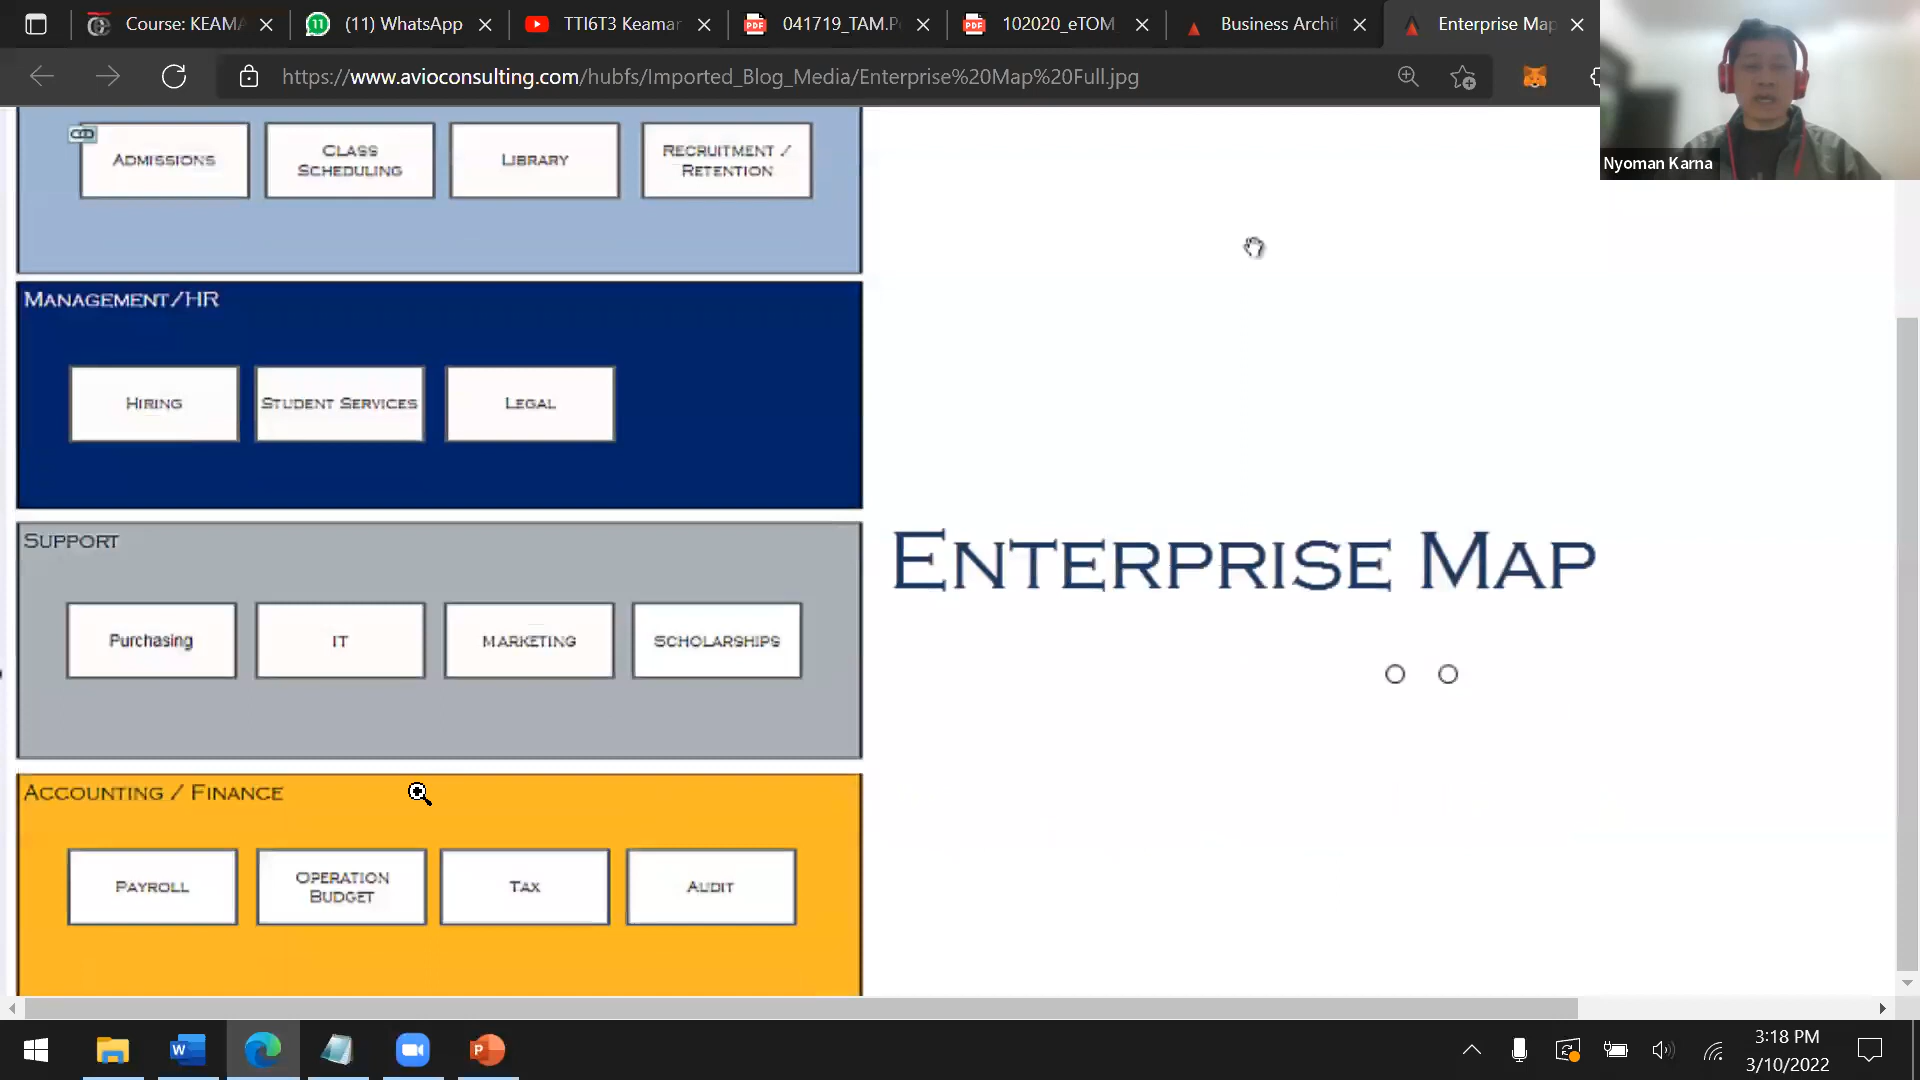 Course: KEAMA
(11) WhatsApp
TTI6T3 Keamar
041719_TAM.P
102020_eTOM
Business Archi
Enterprise Map
https://www.avioconsulting.com/hubfs/Imported_Blog_Media/Enterprise%20Map%20Full.jpg
Nyoman Karna
ADMISSIONS
CLASS
SCHEDULING
LIBRARY
RECRUITMENT /
RETENTION
MANAGEMENT/HR
HIRING
STUDENT SERVICES
LEGAL
SUPPORT
Purchasing
IT
MARKETING
SCHOLARSHIPS
ENTERPRISE MAP
ACCOUNTING / FINANCE
PAYROLL
OPERATION
BUDGET
TAX
AUDIT
3:18 PM
3/10/2022